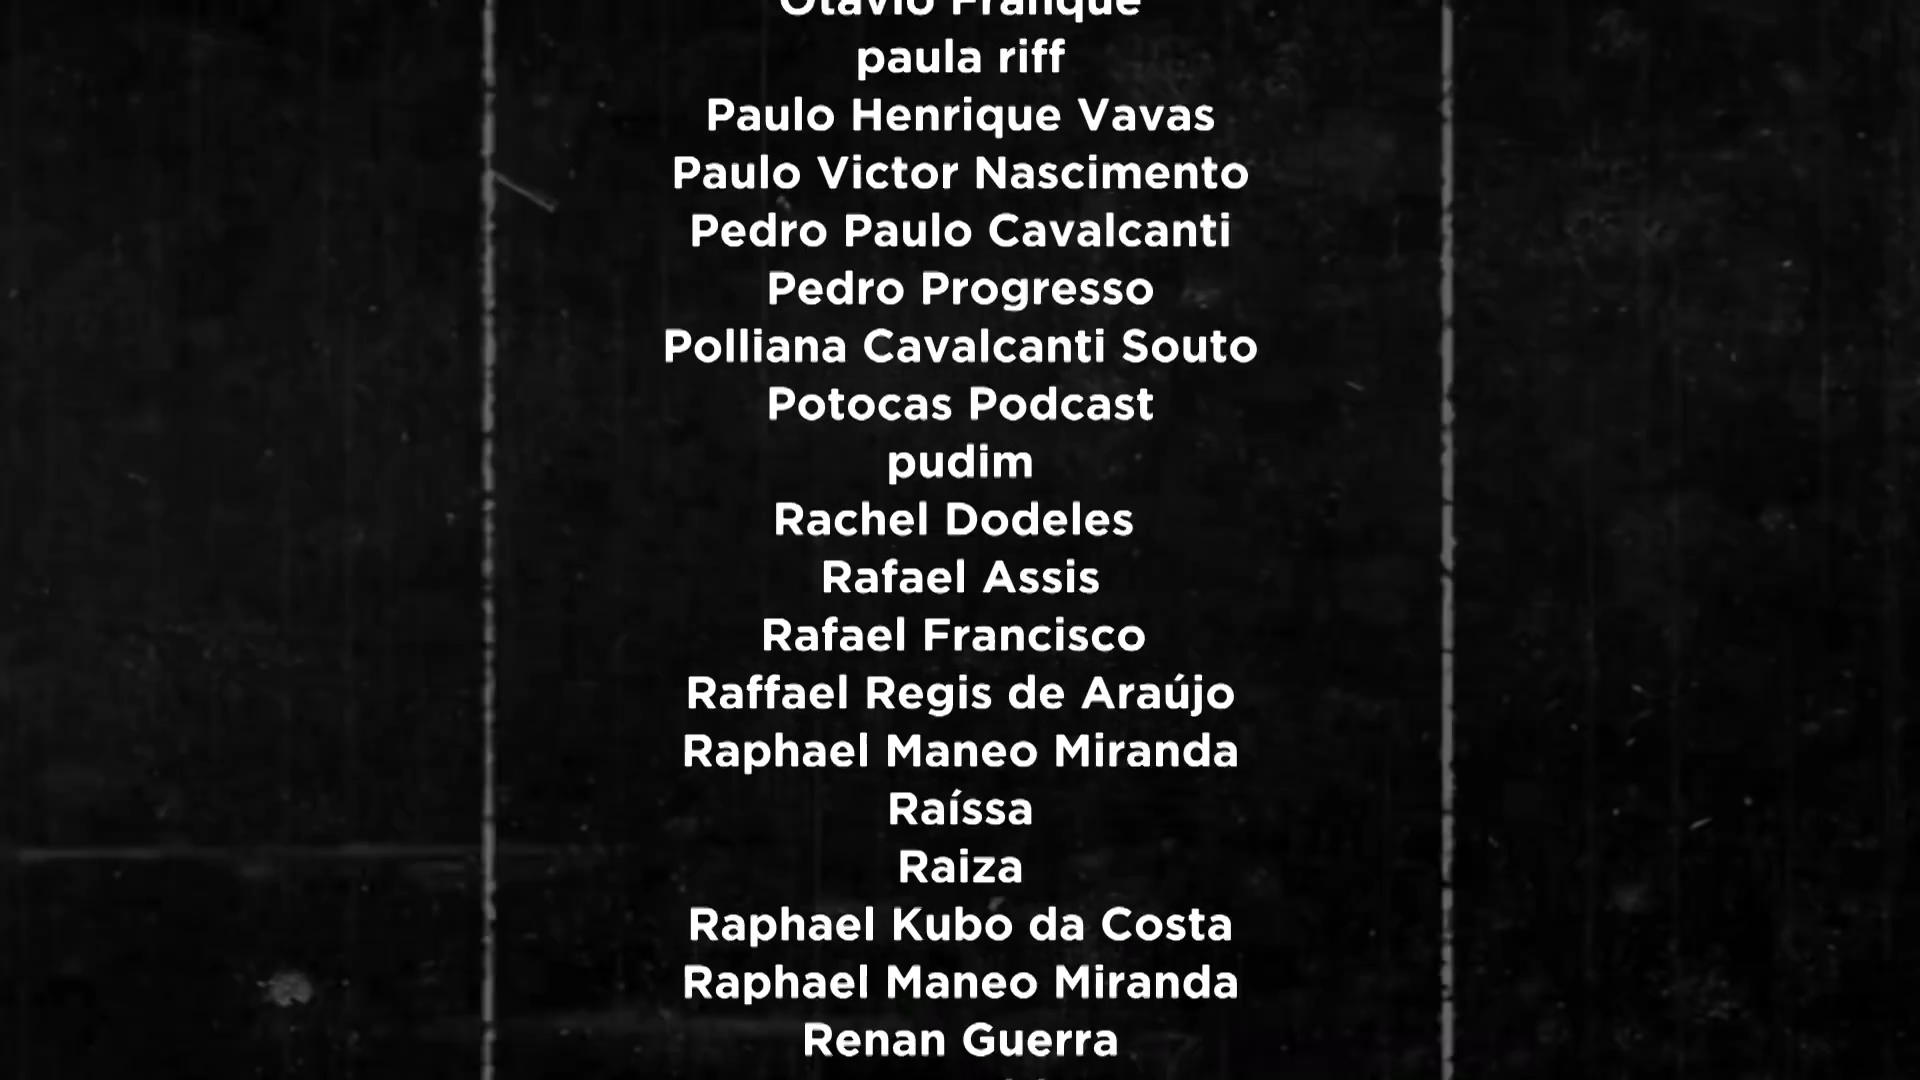 Otávio Franque
paula riff
Paulo Henrique Vavas
Paulo Victor Nascimento
Pedro Paulo Cavalcanti
Pedro Progresso
Polliana Cavalcanti Souto
Potocas Podcast
pudim
Rachel Dodeles
Rafael Assis
Rafael Francisco
Raffael Regis de Araújo
Raphael Maneo Miranda
Raíssa
Raiza
Raphael Kubo da Costa
Raphael Maneo Miranda
Renan Guerra